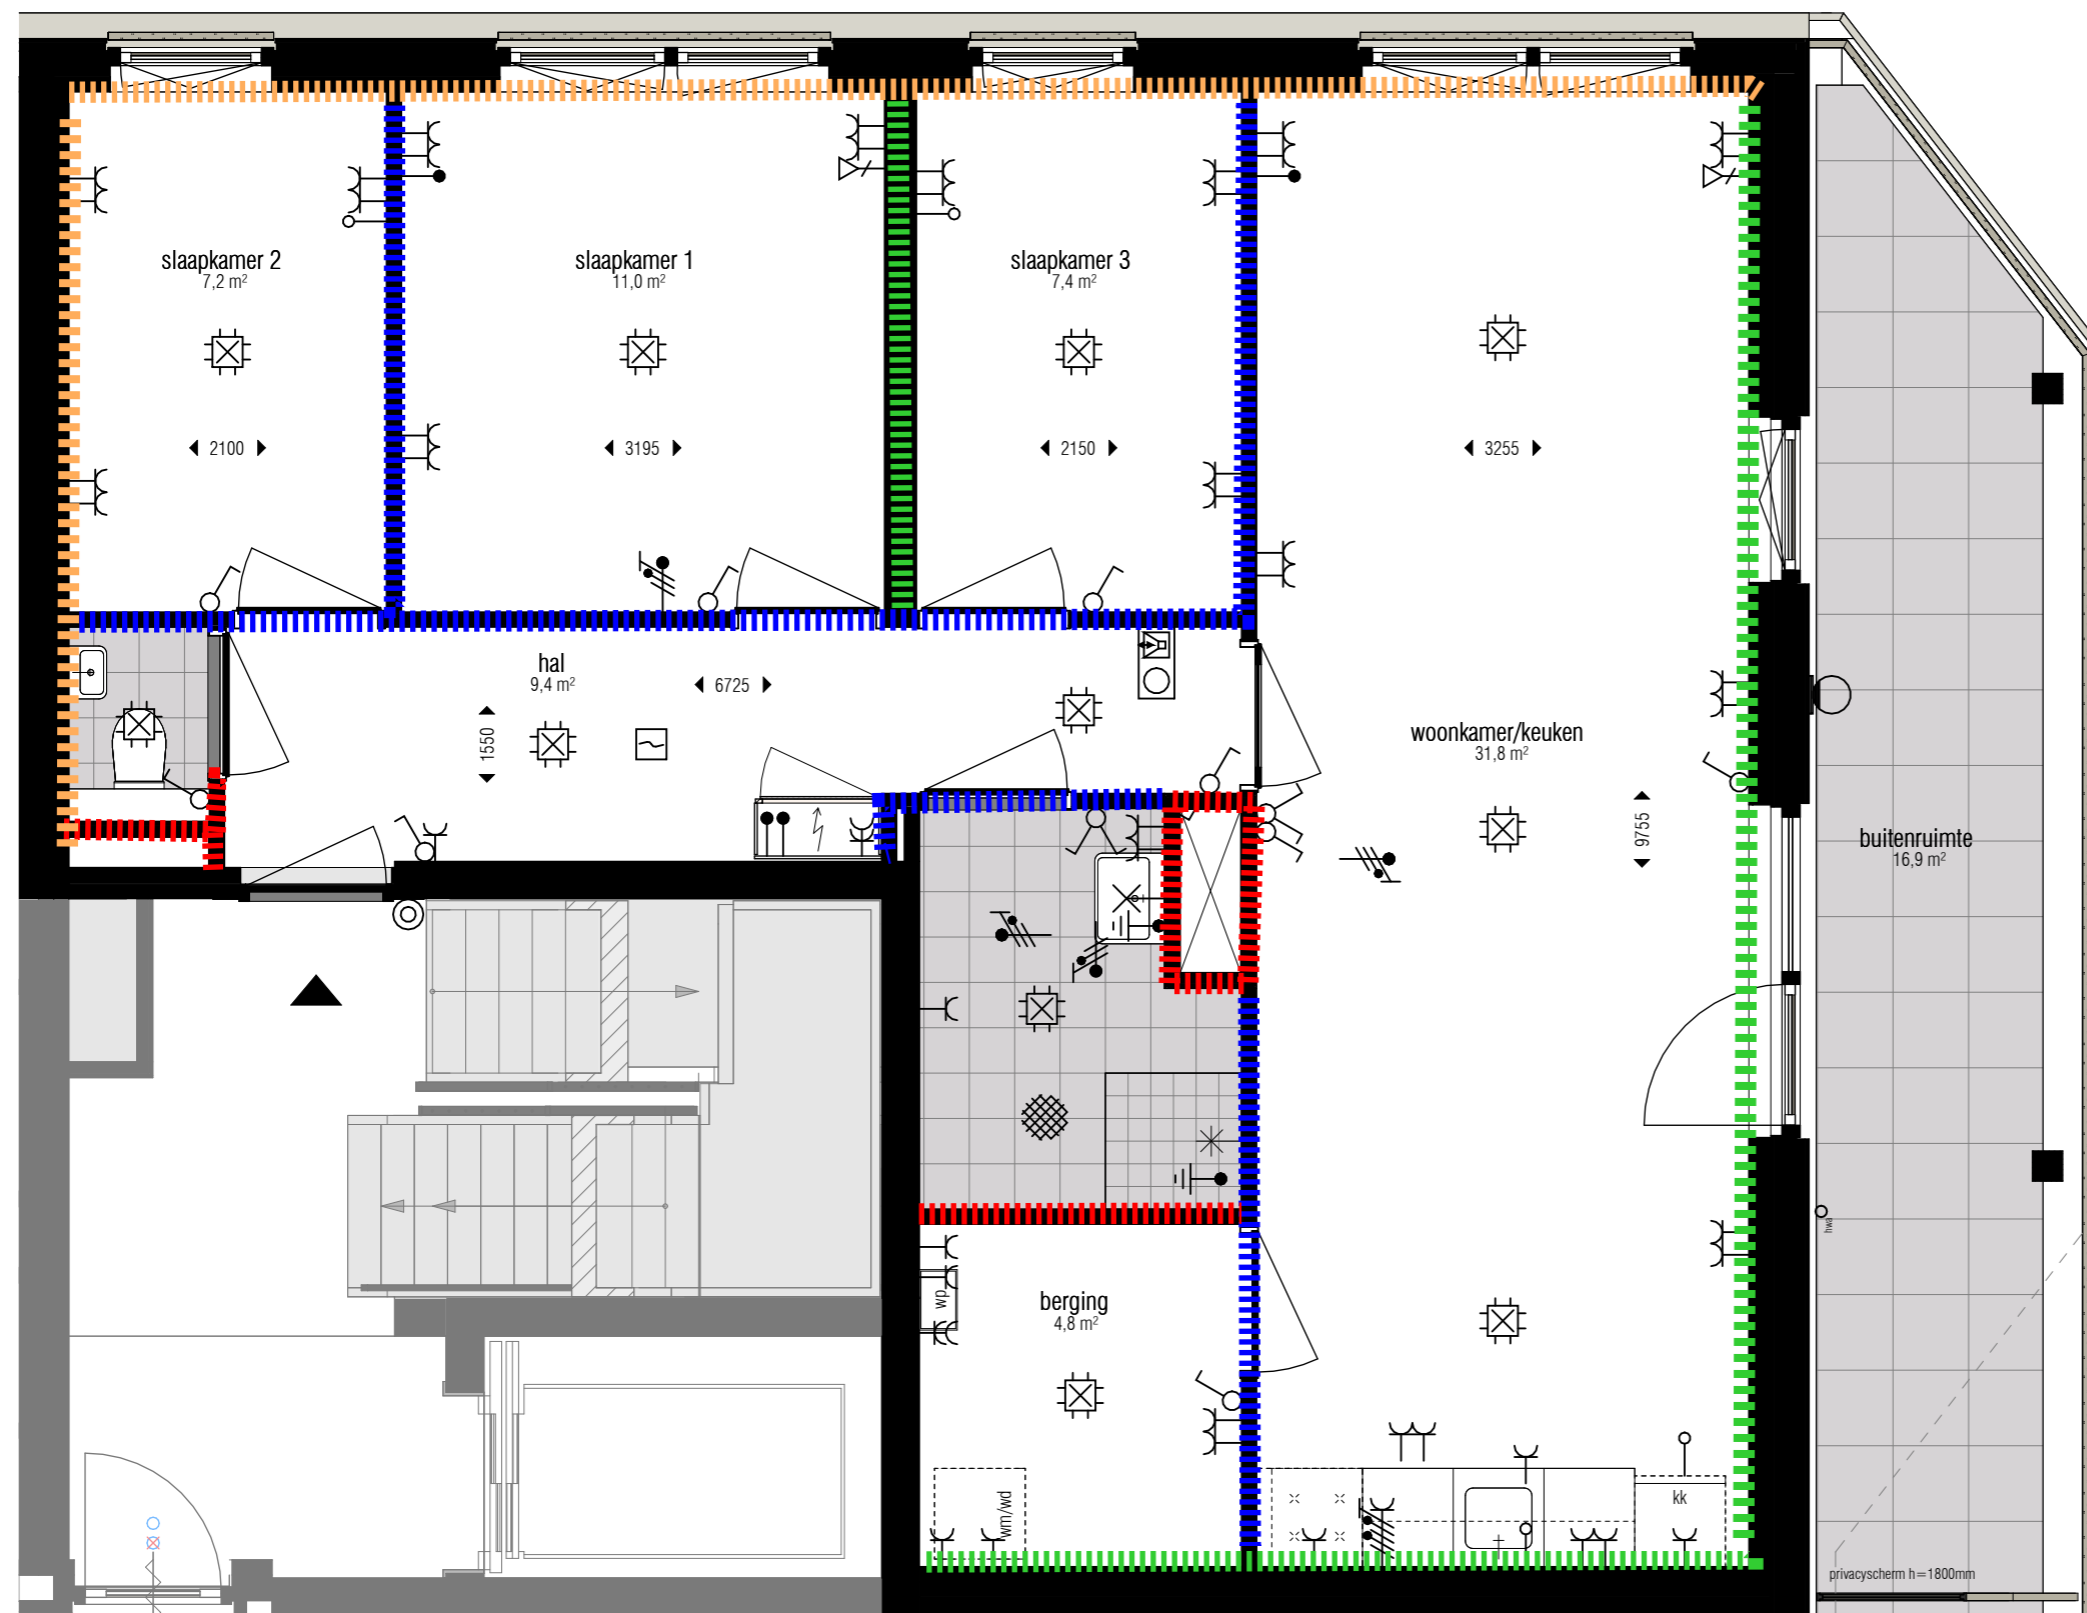 slaapkamer 2
7,2 m²
slaapkamer 1
11,0 m²
slaapkamer 3
7,4 m²
2100
3195
2150
3255
hal
9,4 m²
6725
1550
woonkamer/keuken
31,8 m²
9755
buitenruimte
16,9 m²
hwa
berging
4,8 m²
wp
wm/wd
kk
privacyscherm h=1800mm